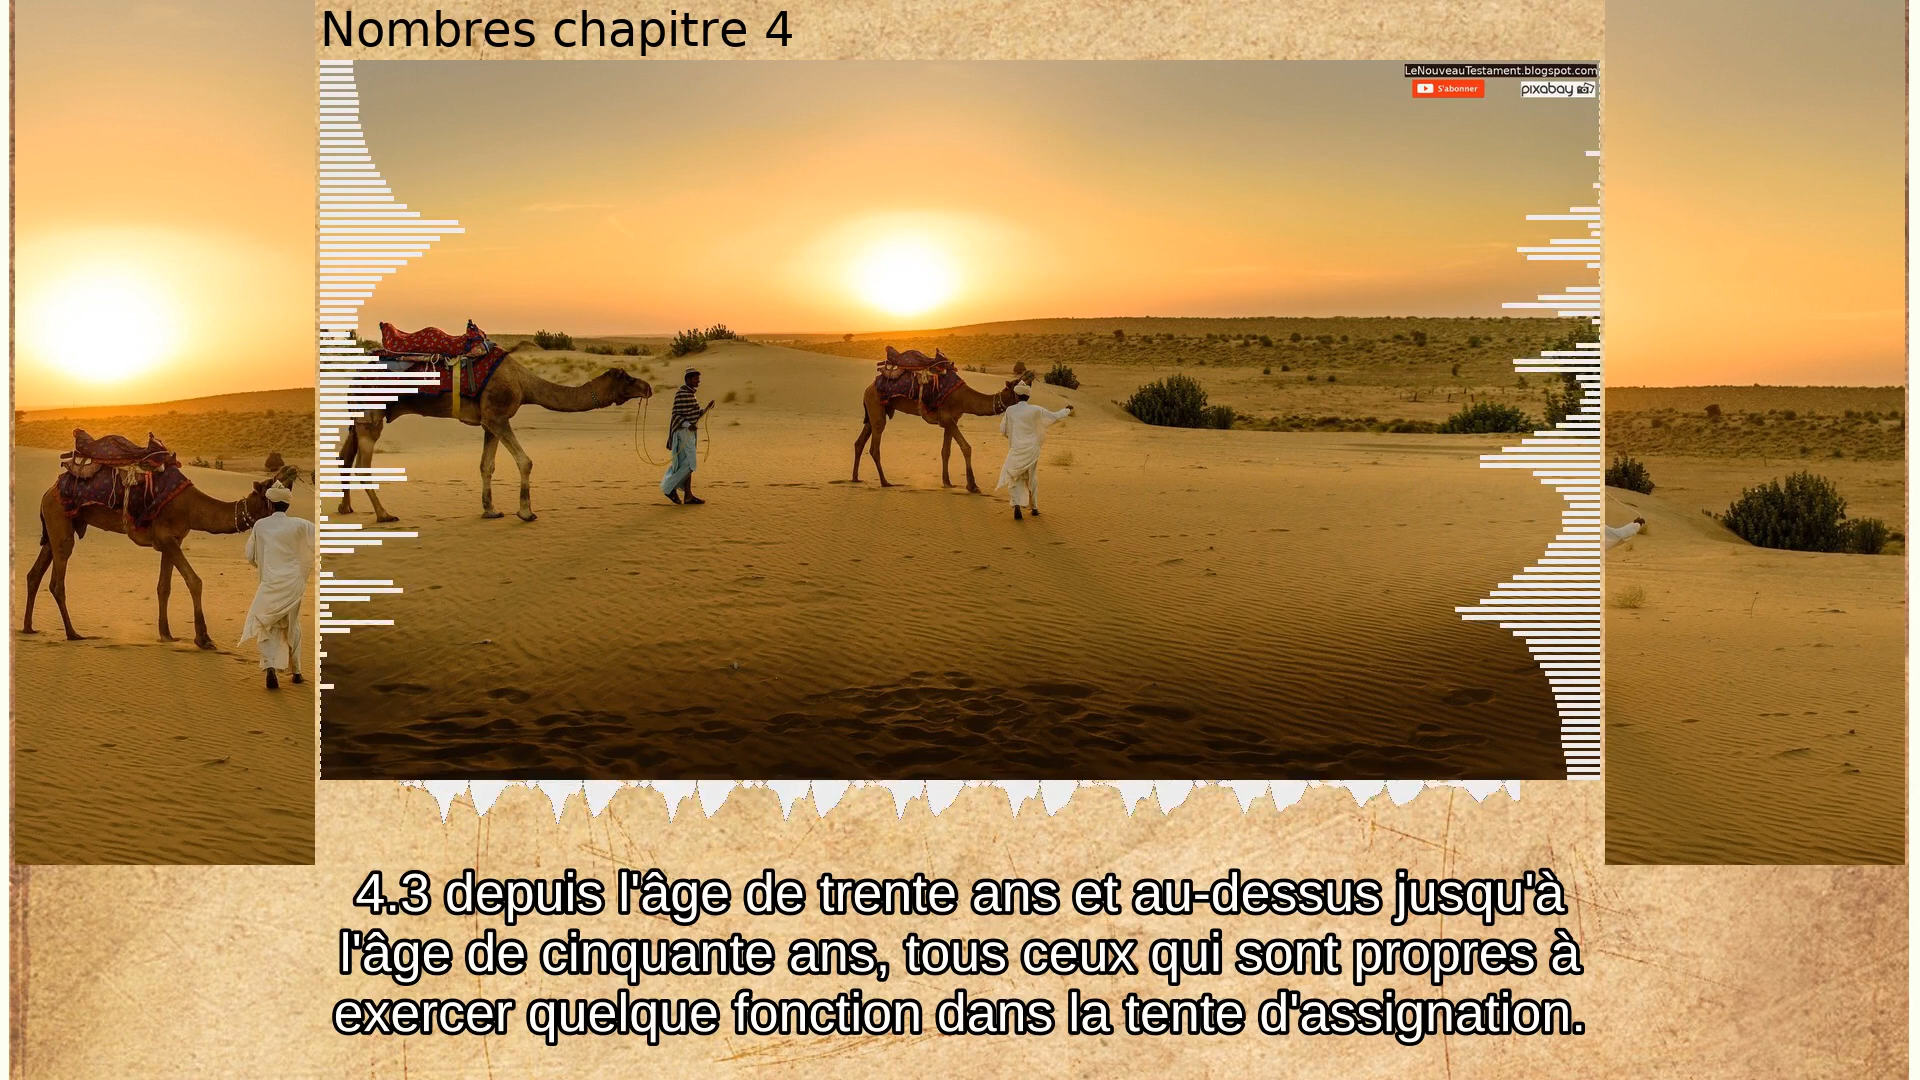 Nombres chapitre 4
LeNouveauTestament.blogspot.com
S'abonner
pixabay
4.3 depuis l'âge de trente ans et au-dessus jusqu'à
l'âge de cinquante ans, tous ceux qui sont propres à
exercer quelque fonction dans la tente d'assignation.